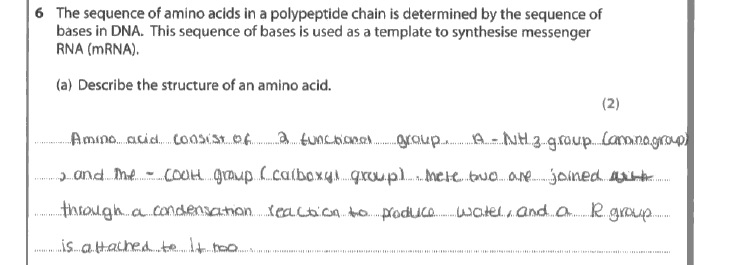 6 The sequence of amino acids in a polypeptide chain is determined by the sequence of
bases in DNA. This sequence of bases is used as a template to synthesise messenger
RNA (mRNA).
(a) Describe the structure of an amino acid.
(2)
Amino acid consist of 2 functional group. A - NH3 group (amino group)
, and the - COOH group (carboxyl group). These two are joined
through a condensation reaction to produce water, and a R group
is attached to it too.